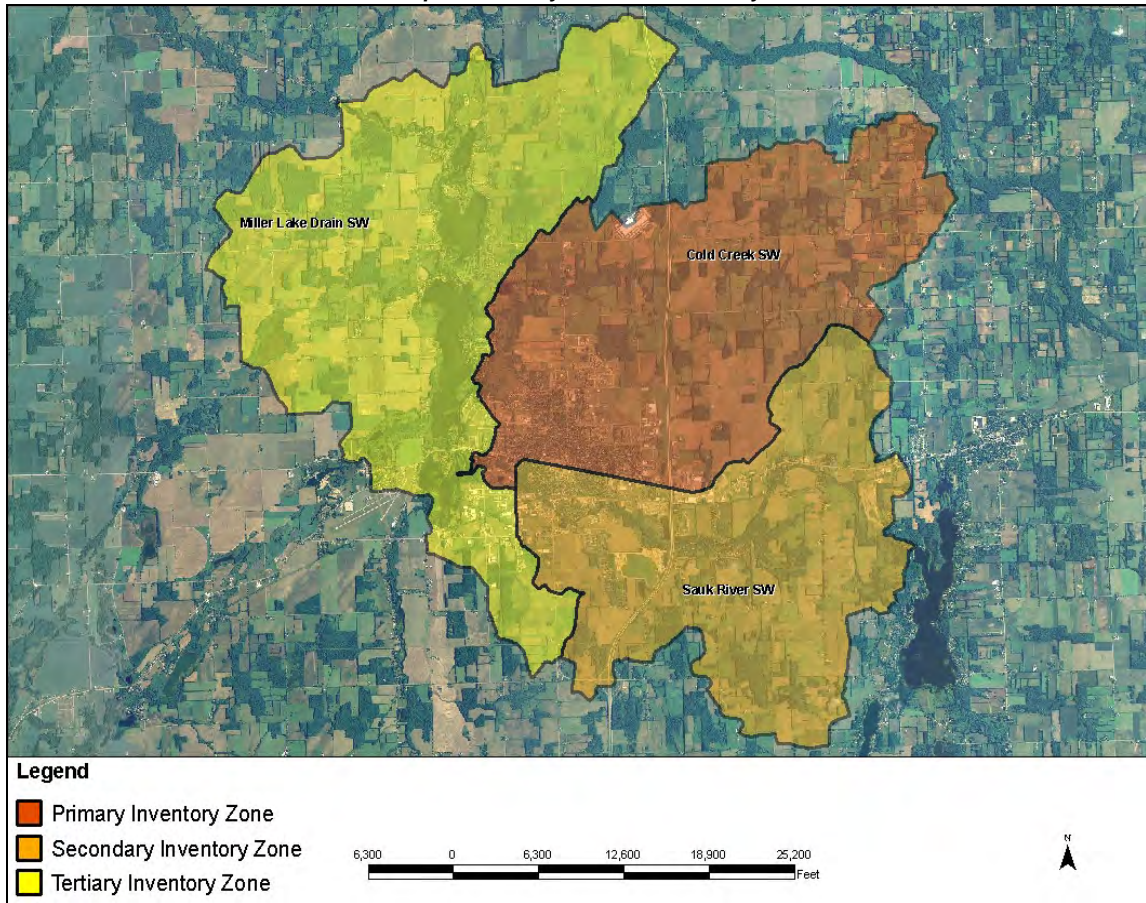 Miller Lake Drain SW
Cold Creek SW
Sauk River SW
Legend
Primary Inventory Zone
Secondary Inventory Zone
Tertiary Inventory Zone
6,300 0 6,300 12,600 18,900 25,200
Feet
N